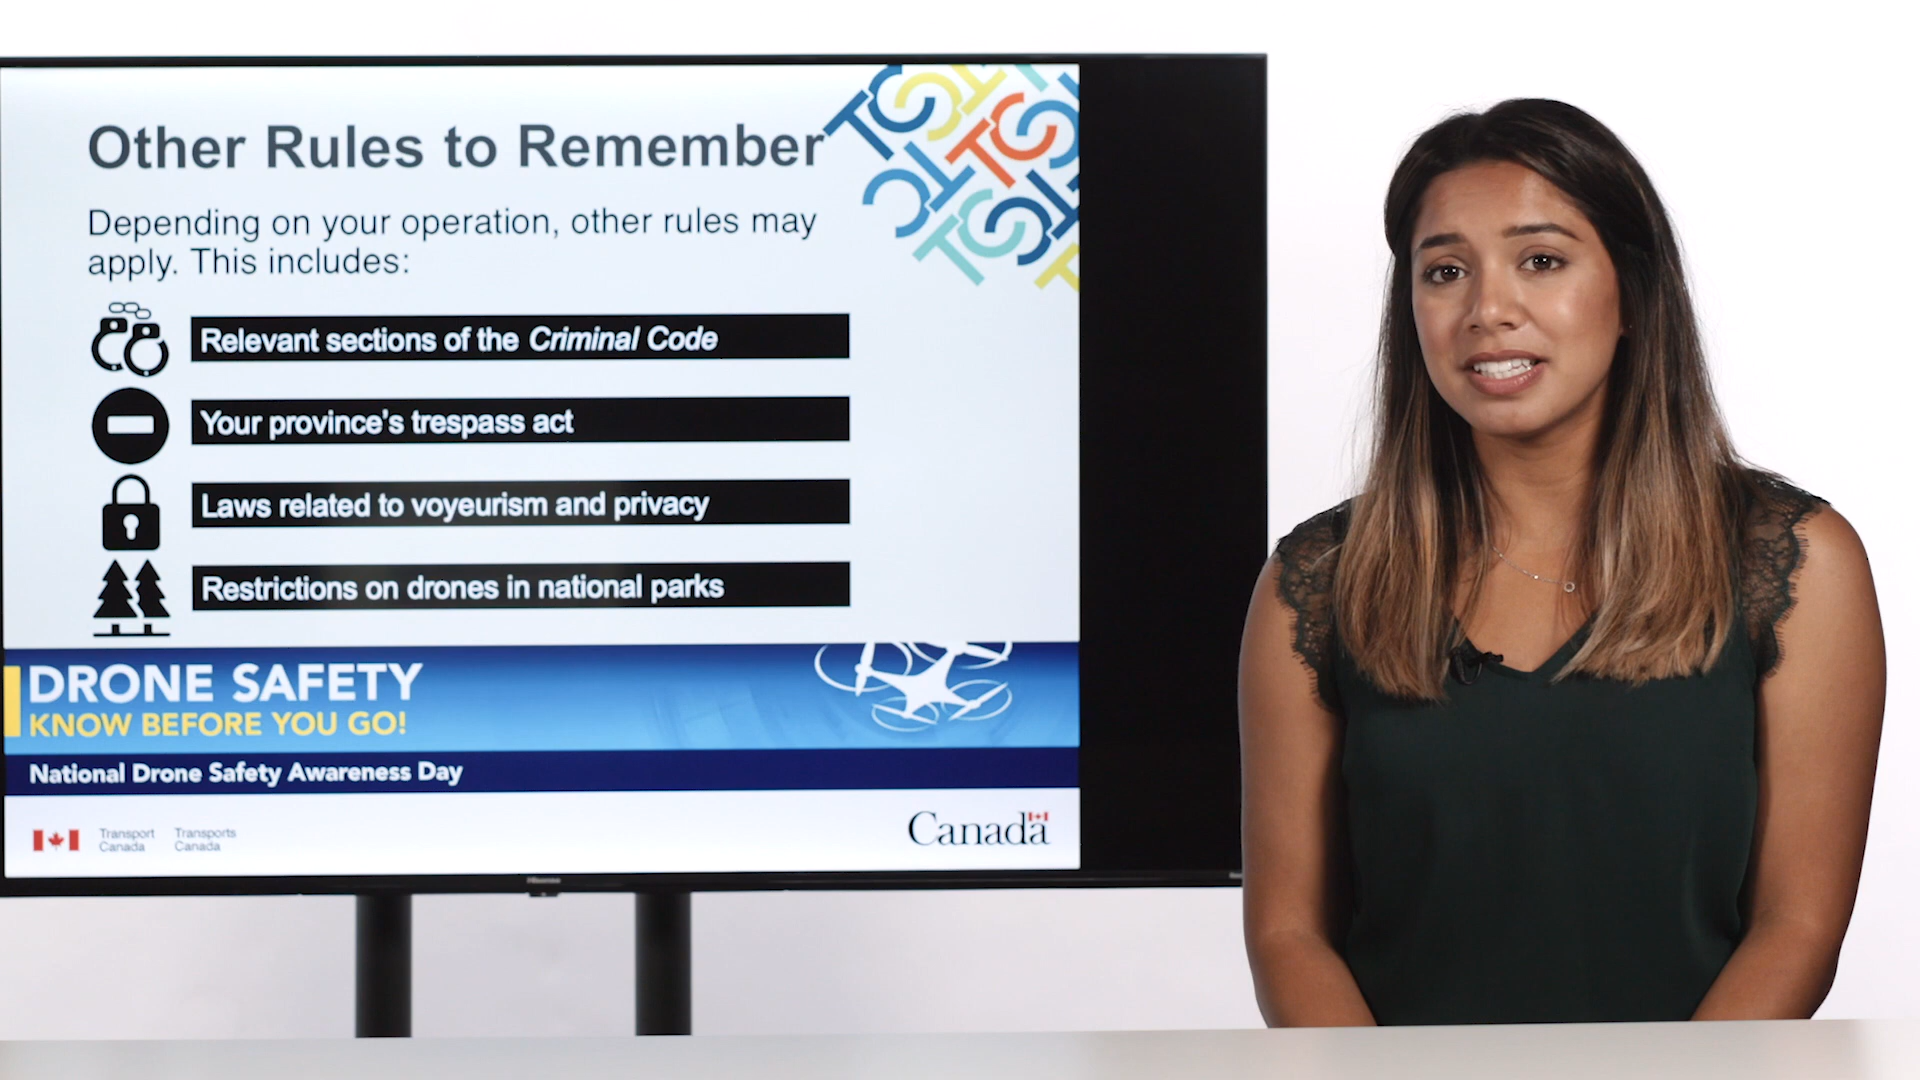 Other Rules to Remember
Depending on your operation, other rules may
apply. This includes:
Relevant sections of the Criminal Code
Your province's trespass act
Laws related to voyeurism and privacy
Restrictions on drones in national parks
DRONE SAFETY
KNOW BEFORE YOU GO!
National Drone Safety Awareness Day
Transport Canada
Transports Canada
Canada
Hisense